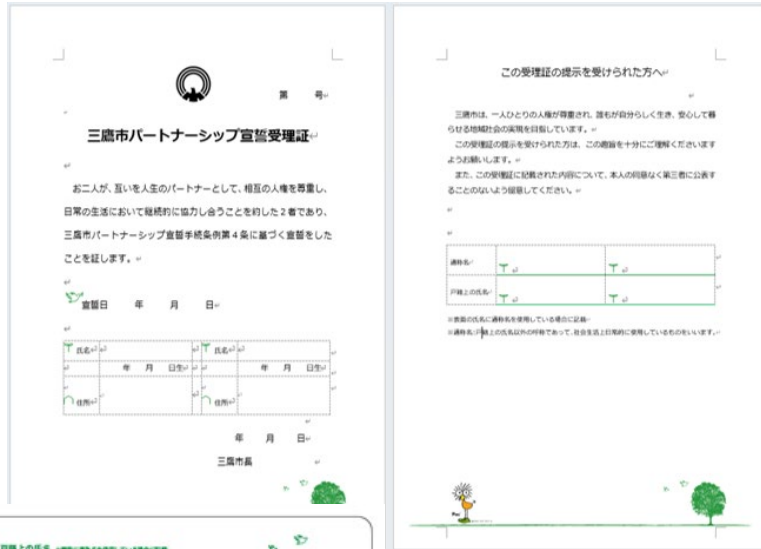 第 号
三鷹市パートナーシップ宣誓受理証
お二人が、互いを人生のパートナーとして、相互の人権を尊重し、
日常の生活において継続的に協力し合うことを約した2者であり、
三鷹市パートナーシップ宣誓手続条例第4条に基づく宣誓をした
ことを証します。
宣誓日 年 月 日
氏名 氏名
年 月 日生 年 月 日生
住所 住所
年 月 日
三鷹市長
この受理証の提示を受けられた方へ
三鷹市は、一人ひとりの人権が尊重され、誰もが自分らしく生き、安心して暮
らせる地域社会の実現を目指しています。
この受理証の提示を受けられた方は、この趣旨を十分にご理解くださいます
ようお願いします。
また、この受理証に記載された内容について、本人の同意なく第三者に公表す
ることのないよう留意してください。
通称名
戸籍上の氏名
※表面の氏名に通称名を使用している場合に記載
※通称名:戸籍上の氏名以外の呼称であって、社会生活上日常的に使用しているものをいいます。
Poki